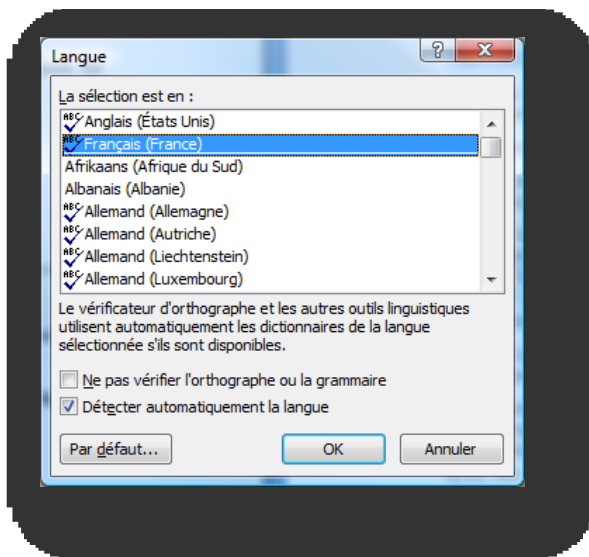 Langue
La sélection est en :
Anglais (États Unis)
Français (France)
Afrikaans (Afrique du Sud)
Albanais (Albanie)
Allemand (Allemagne)
Allemand (Autriche)
Allemand (Liechtenstein)
Allemand (Luxembourg)
Le vérificateur d'orthographe et les autres outils linguistiques
utilisent automatiquement les dictionnaires de la langue
sélectionnée s'ils sont disponibles.
Ne pas vérifier l'orthographe ou la grammaire
Détecter automatiquement la langue
Par défaut... OK Annuler